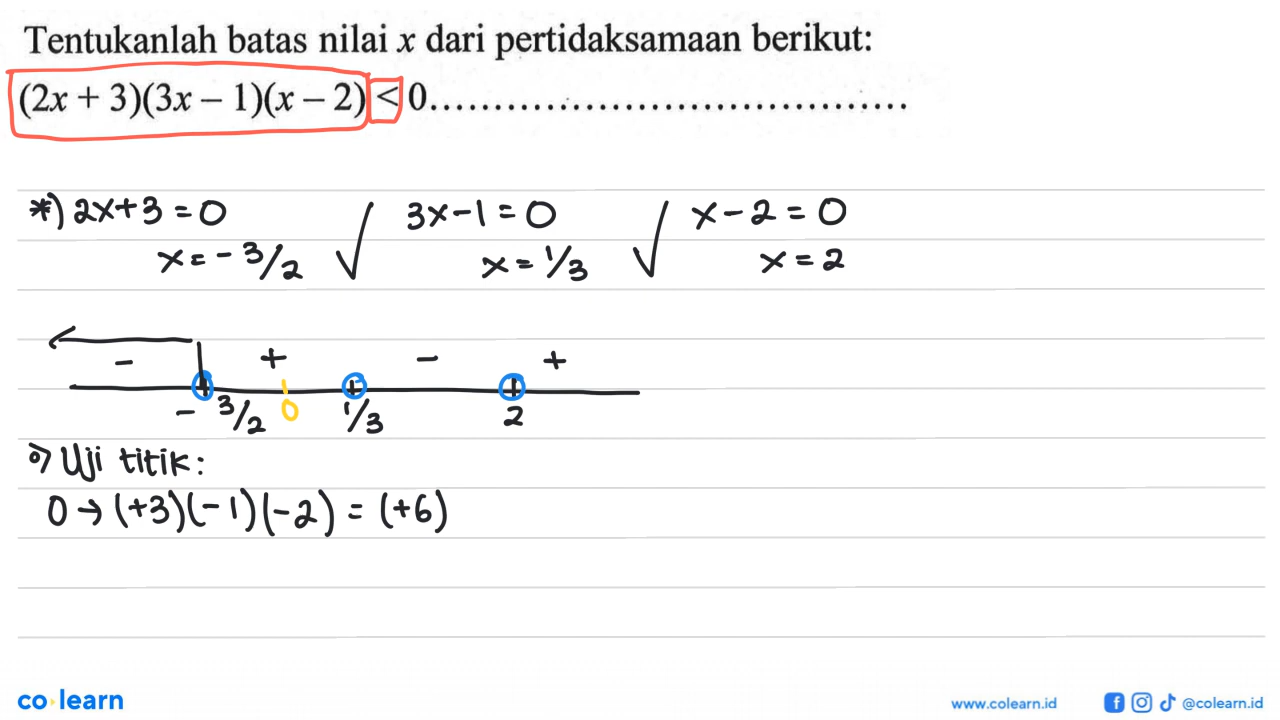 Tentukanlah batas nilai x dari pertidaksamaan berikut:
(2x + 3)(3x – 1)(x – 2) < 0.....................................
*) 2x+3 = 0 √ 3x-1 = 0 √ x-2 = 0
x = - 3/2 x = 1/3 x = 2
- + - +
- 3/2 0 1/3 2
o) Uji titik:
0 → (+3)(-1)(-2) = (+6)
co learn
www.colearn.id @colearn.id